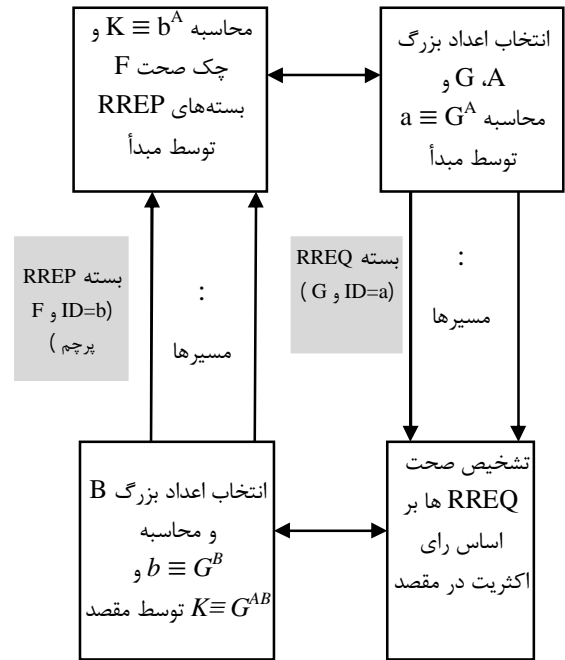 انتخاب اعداد بزرگ
G ،A و
محاسبه a ≡ G^A
توسط مبدأ
محاسبه K ≡ b^A و
چک صحت F
بسته‌های RREP
توسط مبدأ
بسته RREQ
(ID=a و G )
:
مسیرها
بسته RREP
(ID=b و F
پرچم )
:
مسیرها
تشخیص صحت
RREQ ها بر
اساس رای
اکثریت در مقصد
انتخاب اعداد بزرگ B
و محاسبه
b ≡ G^B و
K≡ G^AB توسط مقصد